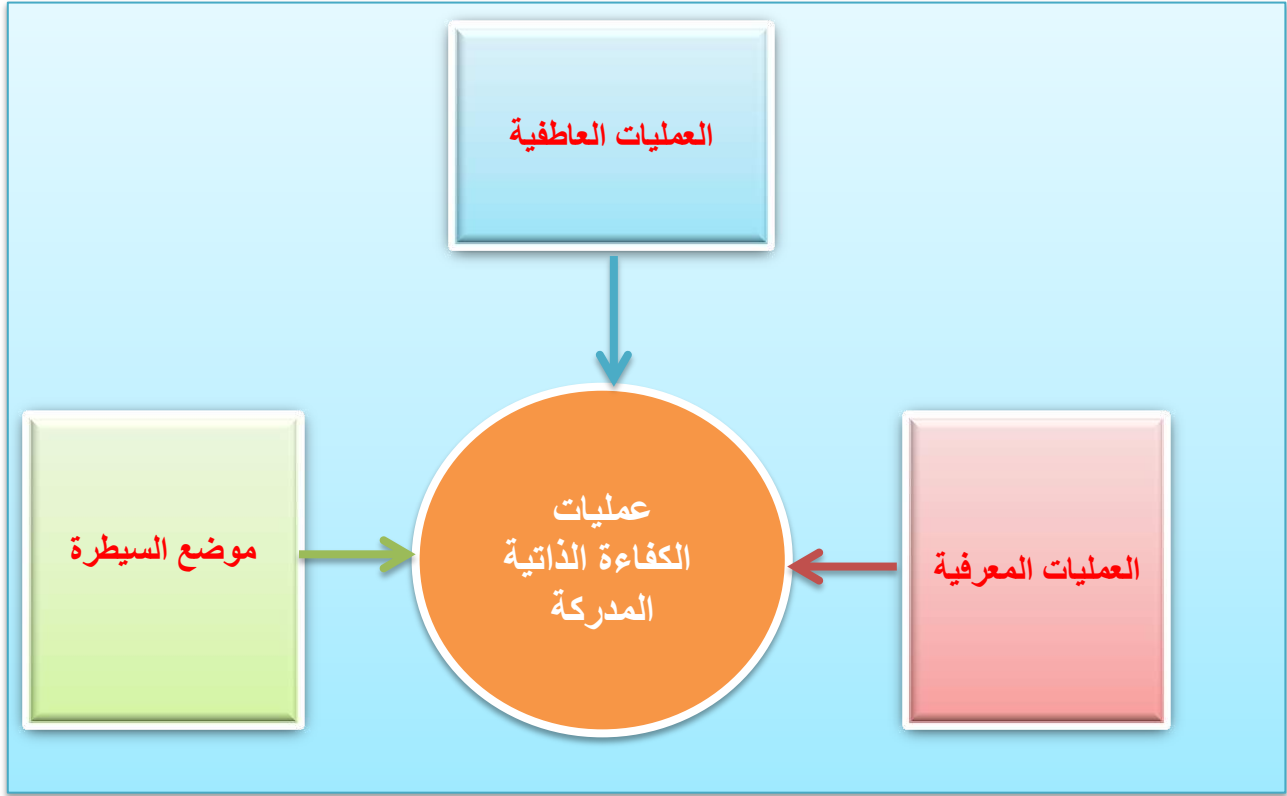 العمليات العاطفية
العمليات المعرفية
عمليات
الكفاءة الذاتية
المدركة
موضع السيطرة